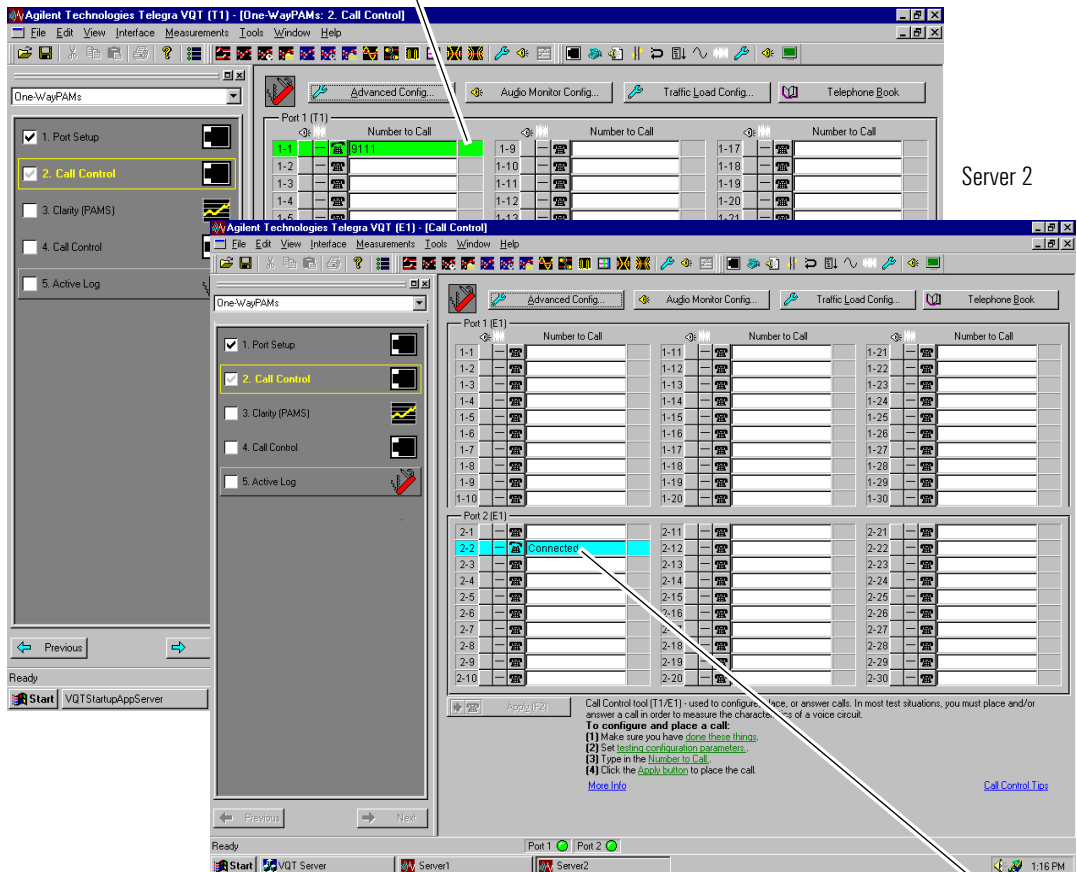 Agilent Technologies Telegra VQT (T1) - [One-WayPAMs: 2. Call Control]
File Edit View Interface Measurements Tools Window Help
One-WayPAMs
Advanced Config... Audio Monitor Config... Traffic Load Config... Telephone Book
1. Port Setup
2. Call Control
3. Clarity (PAMS)
4. Call Control
5. Active Log
Port 1 (T1)
Number to Call Number to Call Number to Call
1-1 9111 1-9 1-17
1-2 1-10 1-18
1-3 1-11 1-19
1-4 1-12 1-20
1-5 1-13 1-21
Server 2
Previous
Ready
Start VQTStartupAppServer
Agilent Technologies Telegra VQT (E1) - [Call Control]
File Edit View Interface Measurements Tools Window Help
One-WayPAMs
Advanced Config... Audio Monitor Config... Traffic Load Config... Telephone Book
1. Port Setup
2. Call Control
3. Clarity (PAMS)
4. Call Control
5. Active Log
Port 1 (E1)
Number to Call Number to Call Number to Call
1-1 1-11 1-21
1-2 1-12 1-22
1-3 1-13 1-23
1-4 1-14 1-24
1-5 1-15 1-25
1-6 1-16 1-26
1-7 1-17 1-27
1-8 1-18 1-28
1-9 1-19 1-29
1-10 1-20 1-30
Port 2 (E1)
2-1 2-11 2-21
2-2 Connected 2-12 2-22
2-3 2-13 2-23
2-4 2-14 2-24
2-5 2-15 2-25
2-6 2-16 2-26
2-7 2-27
2-8 2-18 2-28
2-9 2-19 2-29
2-10 2-20 2-30
Apply (F2)
Call Control tool (T1/E1) - used to configure, place, or answer calls. In most test situations, you must place and/or
answer a call in order to measure the characteristics of a voice circuit.
To configure and place a call:
(1) Make sure you have done these things.
(2) Set testing configuration parameters..
(3) Type in the Number to Call.
(4) Click the Apply button to place the call.
More Info Call Control Tips
Previous Next
Ready Port 1 Port 2
Start VQT Server Server1 Server2 1:16 PM